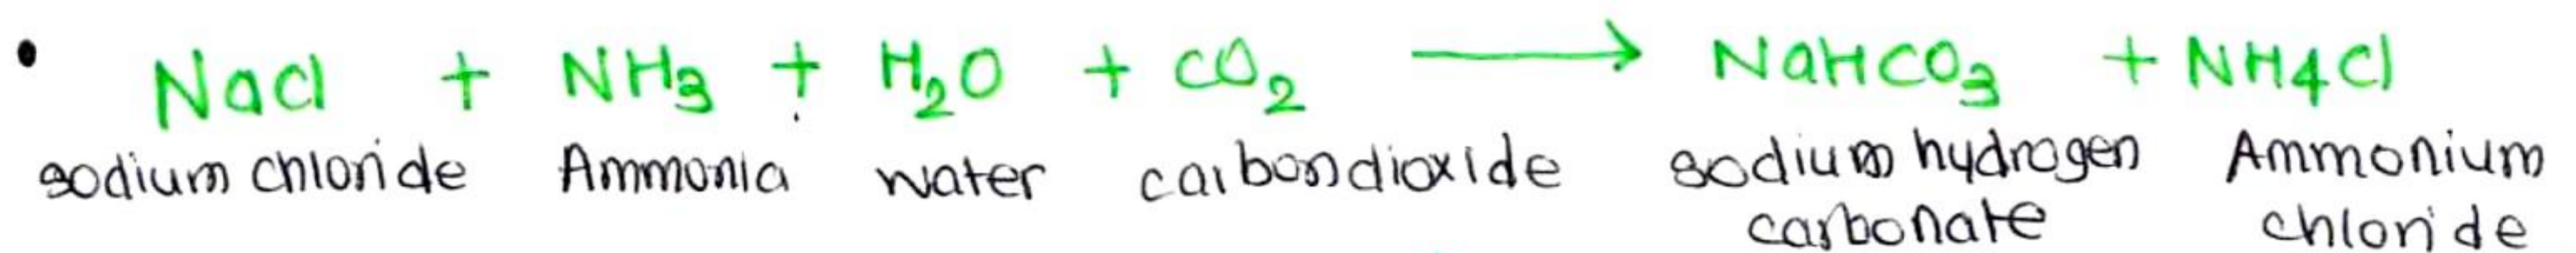 • NaCl + NH3 + H2O + CO2 ⟶ NaHCO3 + NH4Cl
sodium chloride Ammonia water carbondioxide sodium hydrogen Ammonium
carbonate chloride